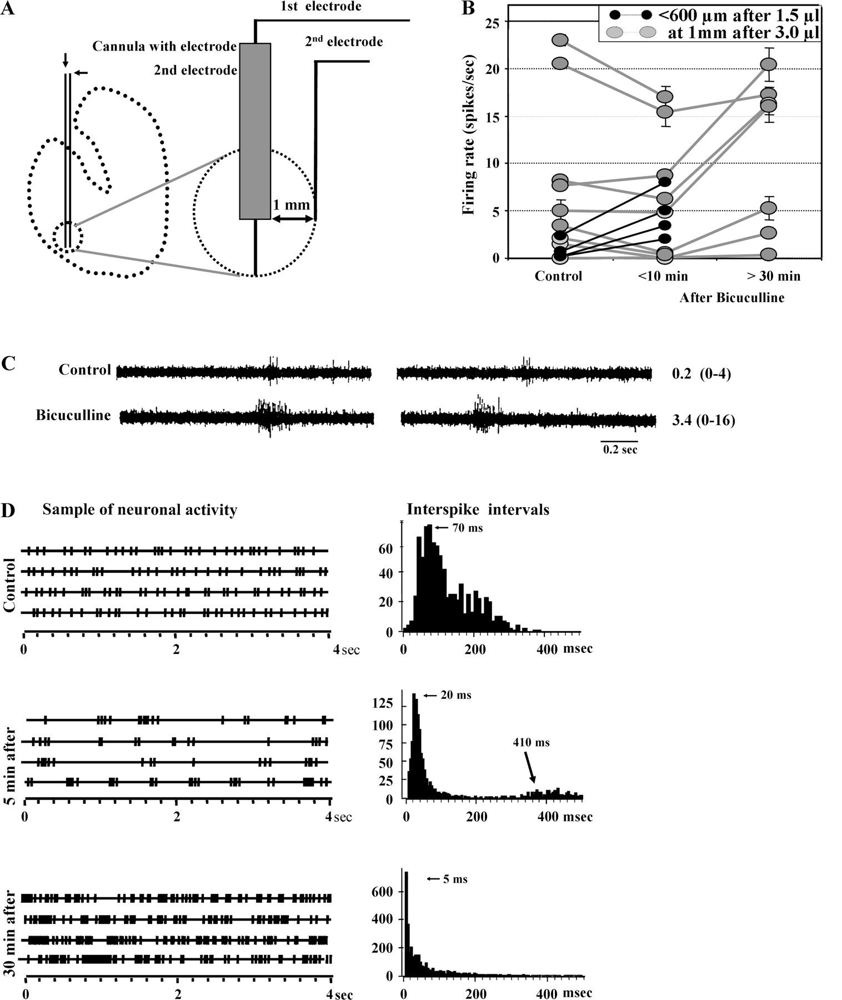 A
1st electrode
2nd electrode
Cannula with electrode
2nd electrode
1 mm
B
<600 µm after 1.5 µl
at 1mm after 3.0 µl
Firing rate (spikes/sec)
25
20
15
10
5
0
Control
<10 min
> 30 min
After Bicuculline
C
Control
0.2 (0-4)
Bicuculline
3.4 (0-16)
0.2 sec
D
Sample of neuronal activity
Interspike intervals
Control
0
2
4 sec
70 ms
60
40
20
0
0
200
400
msec
5 min after
0
2
4 sec
20 ms
410 ms
125
100
75
50
25
0
0
200
400
msec
30 min after
0
2
4 sec
5 ms
600
400
200
0
0
200
400
msec